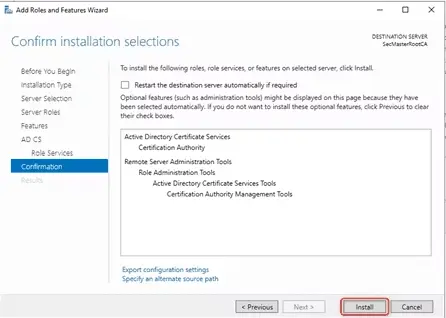 Add Roles and Features Wizard
Confirm installation selections
DESTINATION SERVER
SecMasterRootCA
Before You Begin
Installation Type
Server Selection
Server Roles
Features
AD CS
Role Services
Confirmation
Results
To install the following roles, role services, or features on selected server, click Install.
Restart the destination server automatically if required
Optional features (such as administration tools) might be displayed on this page because they have
been selected automatically. If you do not want to install these optional features, click Previous to clear
their check boxes.
Active Directory Certificate Services
Certification Authority
Remote Server Administration Tools
Role Administration Tools
Active Directory Certificate Services Tools
Certification Authority Management Tools
Export configuration settings
Specify an alternate source path
< Previous
Next >
Install
Cancel